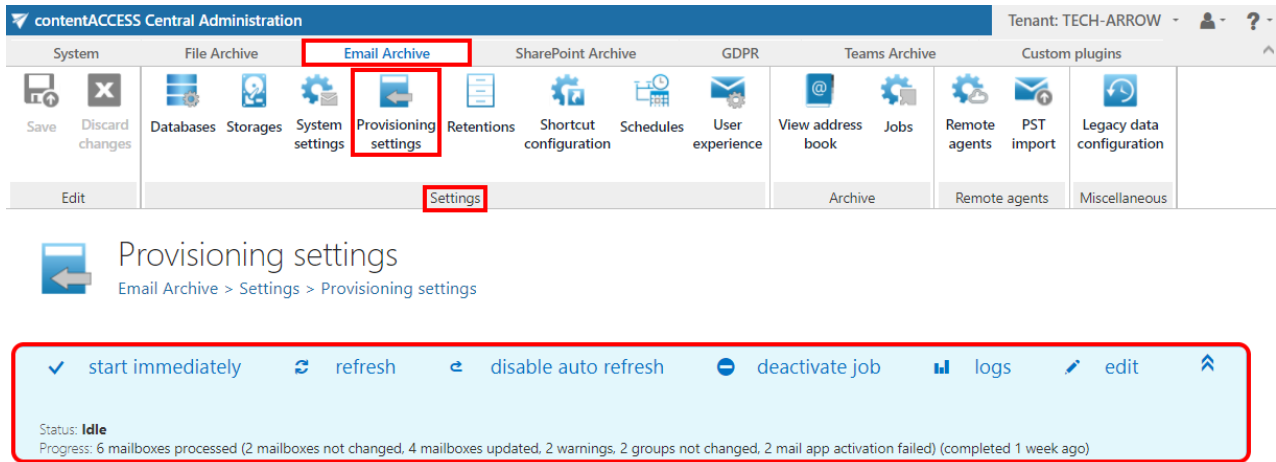 contentACCESS Central Administration Tenant: TECH-ARROW ?
System File Archive Email Archive SharePoint Archive GDPR Teams Archive Custom plugins
Save Discard changes Databases Storages System settings Provisioning settings Retentions Shortcut configuration Schedules User experience View address book Jobs Remote agents PST import Legacy data configuration
Edit Settings Archive Remote agents Miscellaneous
Provisioning settings
Email Archive > Settings > Provisioning settings
start immediately refresh disable auto refresh deactivate job logs edit
Status: Idle
Progress: 6 mailboxes processed (2 mailboxes not changed, 4 mailboxes updated, 2 warnings, 2 groups not changed, 2 mail app activation failed) (completed 1 week ago)